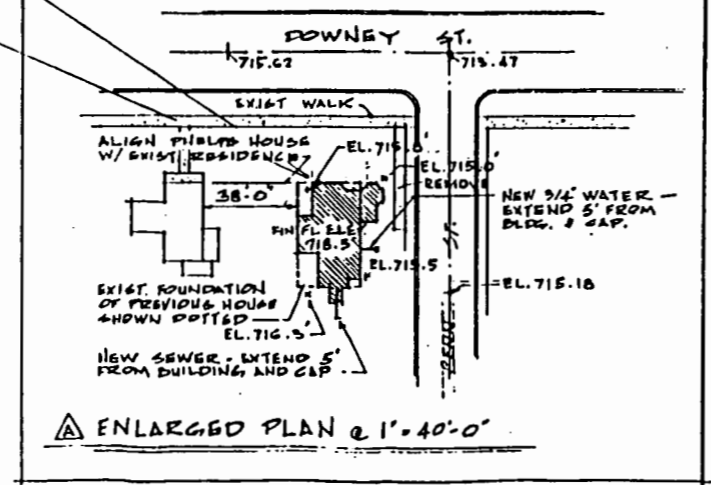 DOWNEY ST.
715.62
713.47
EXIST WALK
ALIGN PHELPS HOUSE
W/ EXIST. RESIDENCE
EL.715.
EL.715.0'
REMOVE
38'-0"
NEW 3/4" WATER —
EXTEND 5' FROM
BLDG. & CAP.
FIN FL ELE
718.5'
EL.715.5
EL.715.18
EXIST. FOUNDATION
OF PREVIOUS HOUSE
SHOWN DOTTED
EL.716.3'
NEW SEWER - EXTEND 5'
FROM BUILDING AND CAP
ST.
A ENLARGED PLAN @ 1"=40'-0"